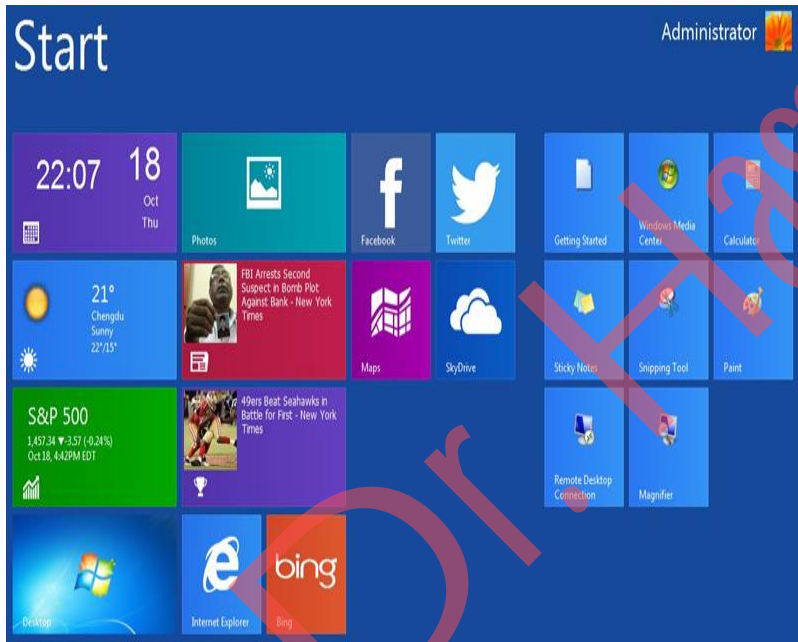 Start
Administrator
22:07
18
Oct
Thu
Photos
Facebook
Twitter
Getting Started
Windows Media
Center
Calculator
21°
Chengdu
Sunny
22°/15°
FBI Arrests Second
Suspect in Bomb Plot
Against Bank - New York
Times
Maps
SkyDrive
Sticky Notes
Snipping Tool
Paint
S&P 500
1,457.34 ▼-3.57 (-0.24%)
Oct 18, 4:42PM EDT
49ers Beat Seahawks in
Battle for First - New York
Times
Remote Desktop
Connection
Magnifier
Desktop
Internet Explorer
bing
Bing
Dr. Ha